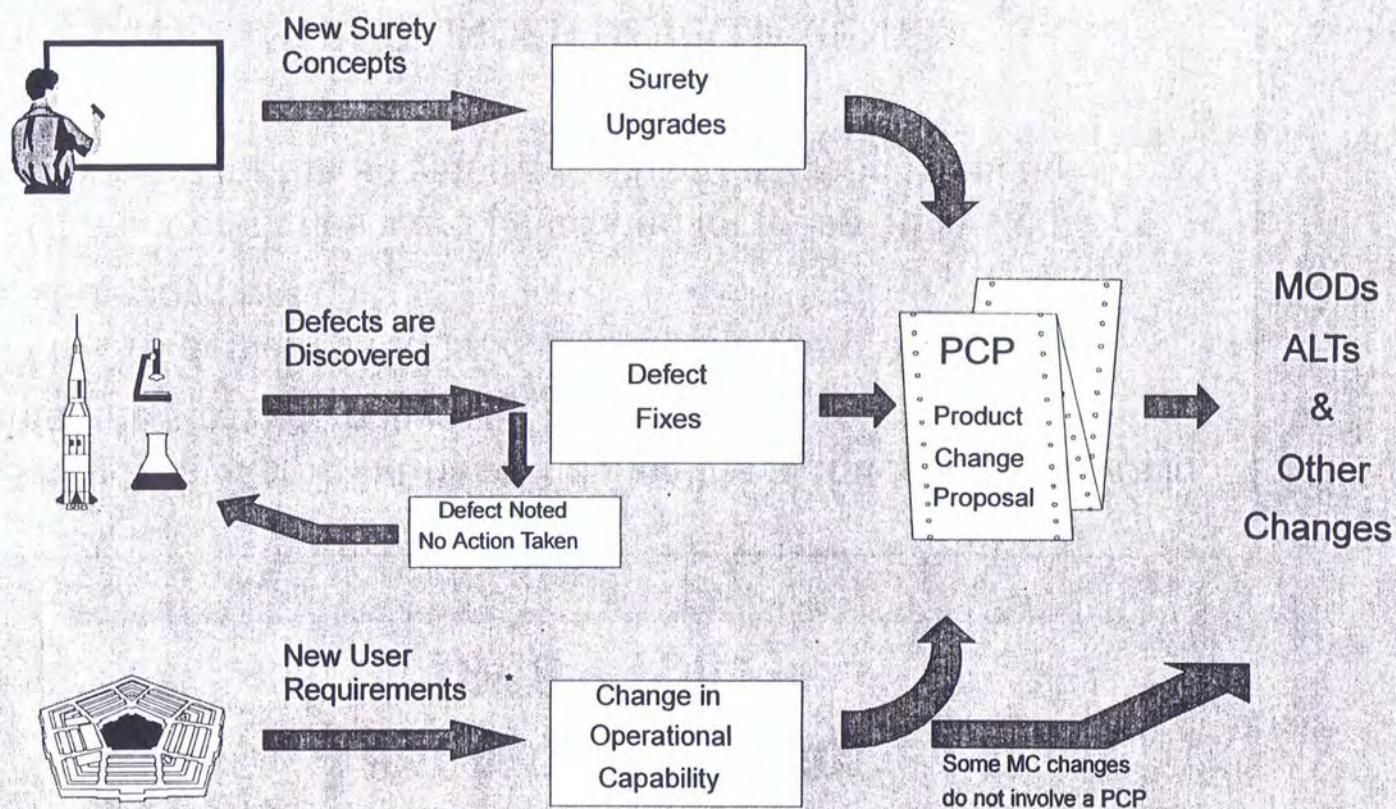 New Surety
Concepts
Surety
Upgrades
Defects are
Discovered
Defect
Fixes
Defect Noted
No Action Taken
New User
Requirements
Change in
Operational
Capability
PCP
Product
Change
Proposal
Some MC changes
do not involve a PCP
MODs
ALTs
&
Other
Changes